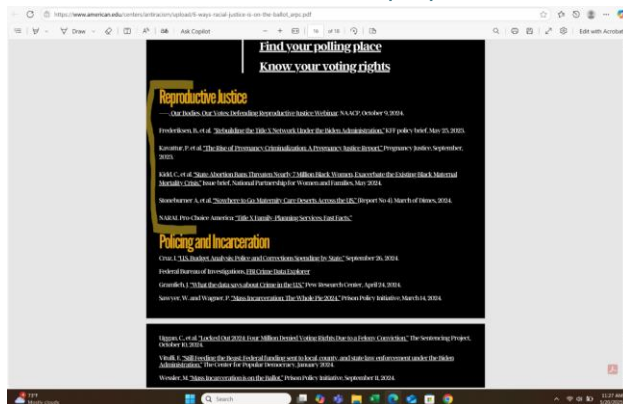 https://www.american.edu/centers/antiracism/upload/6-ways-racial-justice-is-on-the-ballot_arpc.pdf
Draw
Ask Copilot
of 18
Edit with Acrobat
Find your polling place
Know your voting rights
Reproductive Justice
—. Our Bodies, Our Votes: Defending Reproductive Justice Webinar. NAACP, October 9, 2024.
Frederiksen, B., et al. "Rebuilding the Title X Network Under the Biden Administration." KFF policy brief, May 25, 2023.
Kavattur, P. et al. "The Rise of Pregnancy Criminalization: A Pregnancy Justice Report." Pregnancy Justice, September,
2023.
Kidd, C., et al. "State Abortion Bans Threaten Nearly 7 Million Black Women, Exacerbate the Existing Black Maternal
Mortality Crisis." Issue brief. National Partnership for Women and Families, May 2024.
Stoneburner A, et al. "Nowhere to Go: Maternity Care Deserts Across the US." (Report No 4). March of Dimes, 2024.
NARAL Pro-Choice America "Title X Family-Planning Services: Fast Facts."
Policing and Incarceration
Cruz, J. "U.S. Budget Analysis: Police and Corrections Spending by State." September 26, 2024.
Federal Bureau of Investigations, FBI Crime Data Explorer
Gramlich, J. "What the data says about Crime in the U.S." Pew Research Center, April 24, 2024.
Sawyer, W. and Wagner, P. "Mass Incarceration: The Whole Pie 2024." Prison Policy Initiative, March 14, 2024.
Uggen, C., et al. "Locked Out 2024: Four Million Denied Voting Rights Due to a Felony Conviction." The Sentencing Project,
October 10, 2024.
Vitulli, E. "Still Feeding the Beast: Federal funding sent to local, county, and state law enforcement under the Biden
Administration." The Center for Popular Democracy, January 2024.
Wessler, M. "Mass Incarceration is on the Ballot." Prison Policy Initiative, September 11, 2024.
73°F
Mostly cloudy
Search
11:27 AM
5/20/2025